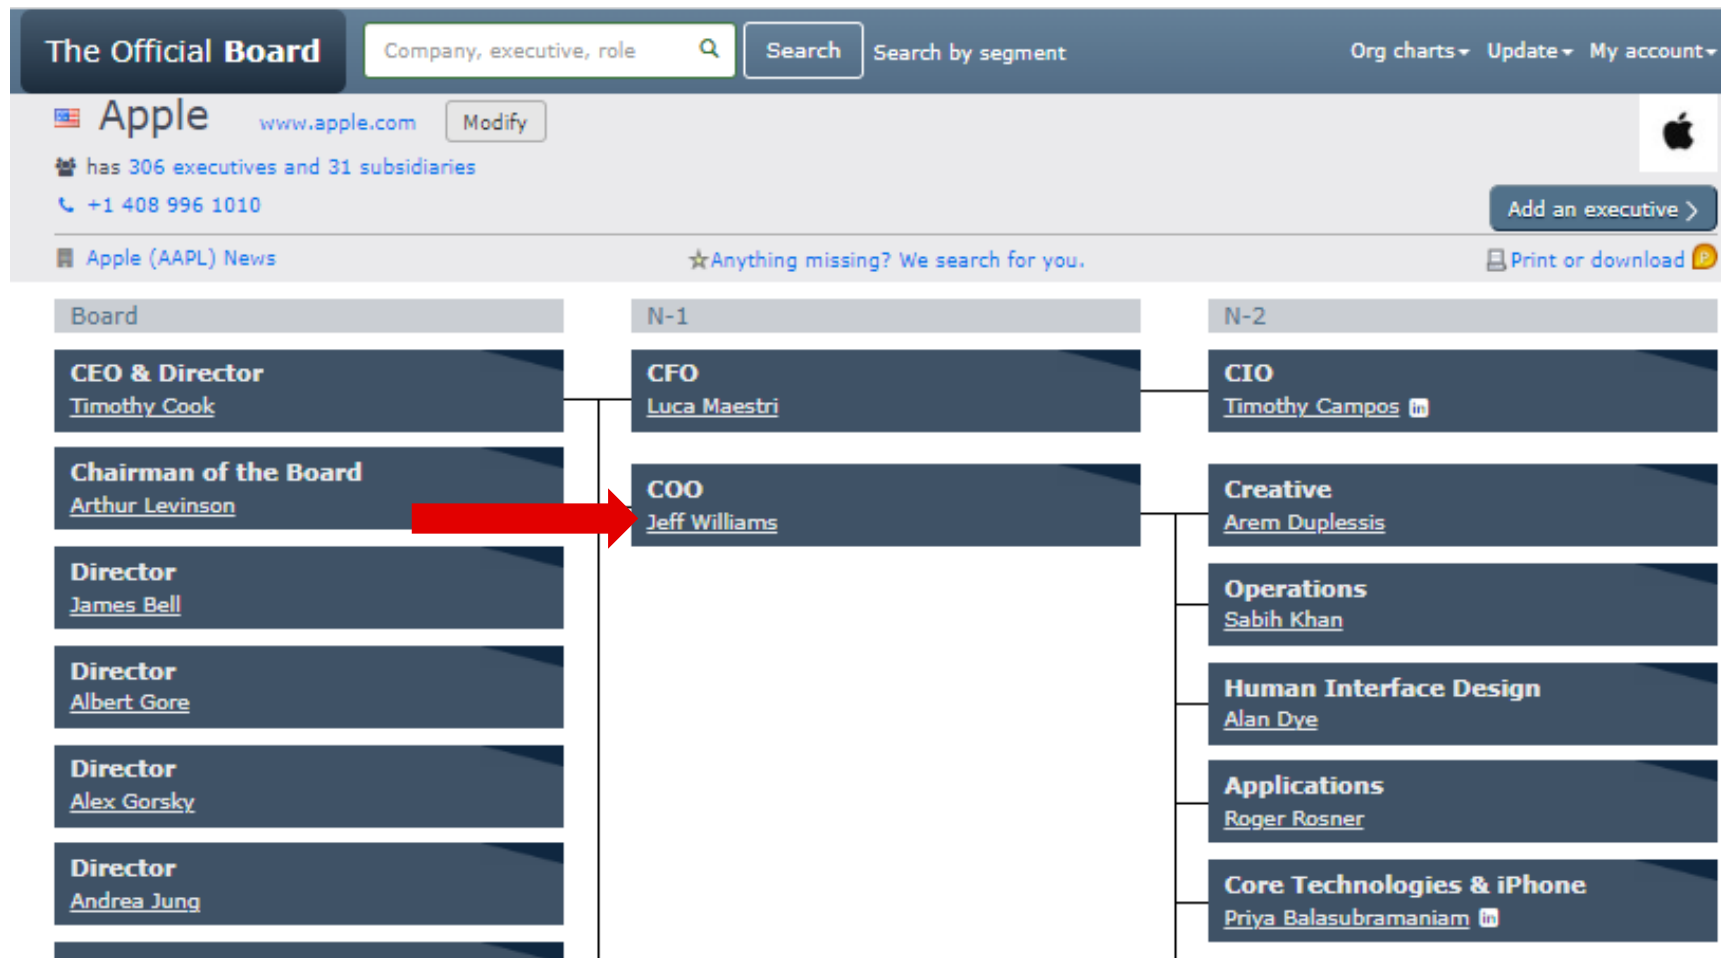 The Official Board
Company, executive, role
Search
Search by segment
Org charts
Update
My account
Apple
www.apple.com
Modify
has 306 executives and 31 subsidiaries
+1 408 996 1010
Add an executive
Apple (AAPL) News
Anything missing? We search for you.
Print or download
P
Board
CEO & Director
Timothy Cook
Chairman of the Board
Arthur Levinson
Director
James Bell
Director
Albert Gore
Director
Alex Gorsky
Director
Andrea Jung
N-1
CFO
Luca Maestri
COO
Jeff Williams
N-2
CIO
Timothy Campos in
Creative
Arem Duplessis
Operations
Sabih Khan
Human Interface Design
Alan Dye
Applications
Roger Rosner
Core Technologies & iPhone
Priya Balasubramaniam in